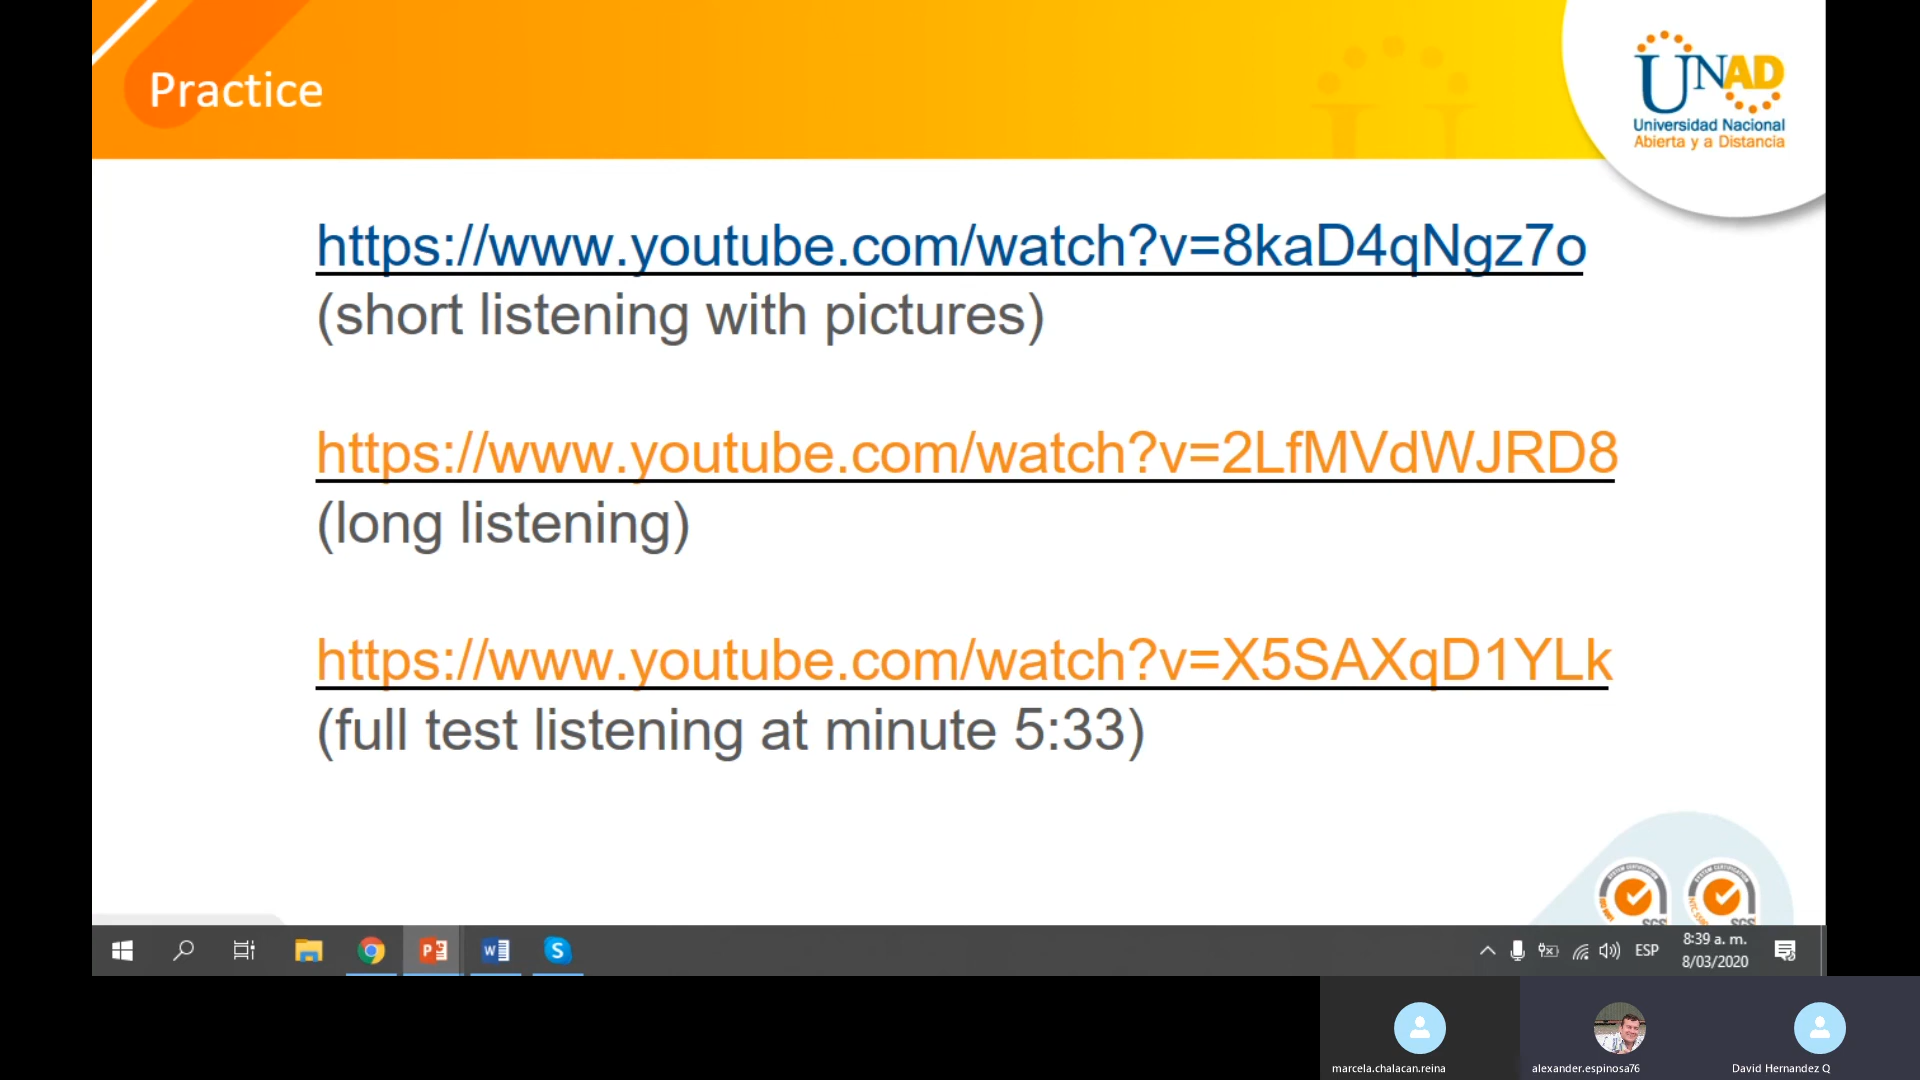 Practice
UNAD
Universidad Nacional
Abierta y a Distancia
https://www.youtube.com/watch?v=8kaD4qNgz7o
(short listening with pictures)
https://www.youtube.com/watch?v=2LfMVdWJRD8
(long listening)
https://www.youtube.com/watch?v=X5SAXqD1YLk
(full test listening at minute 5:33)
ESP
8:39 a. m.
8/03/2020
marcela.chalacan.reina
alexander.espinosa76
David Hernandez Q